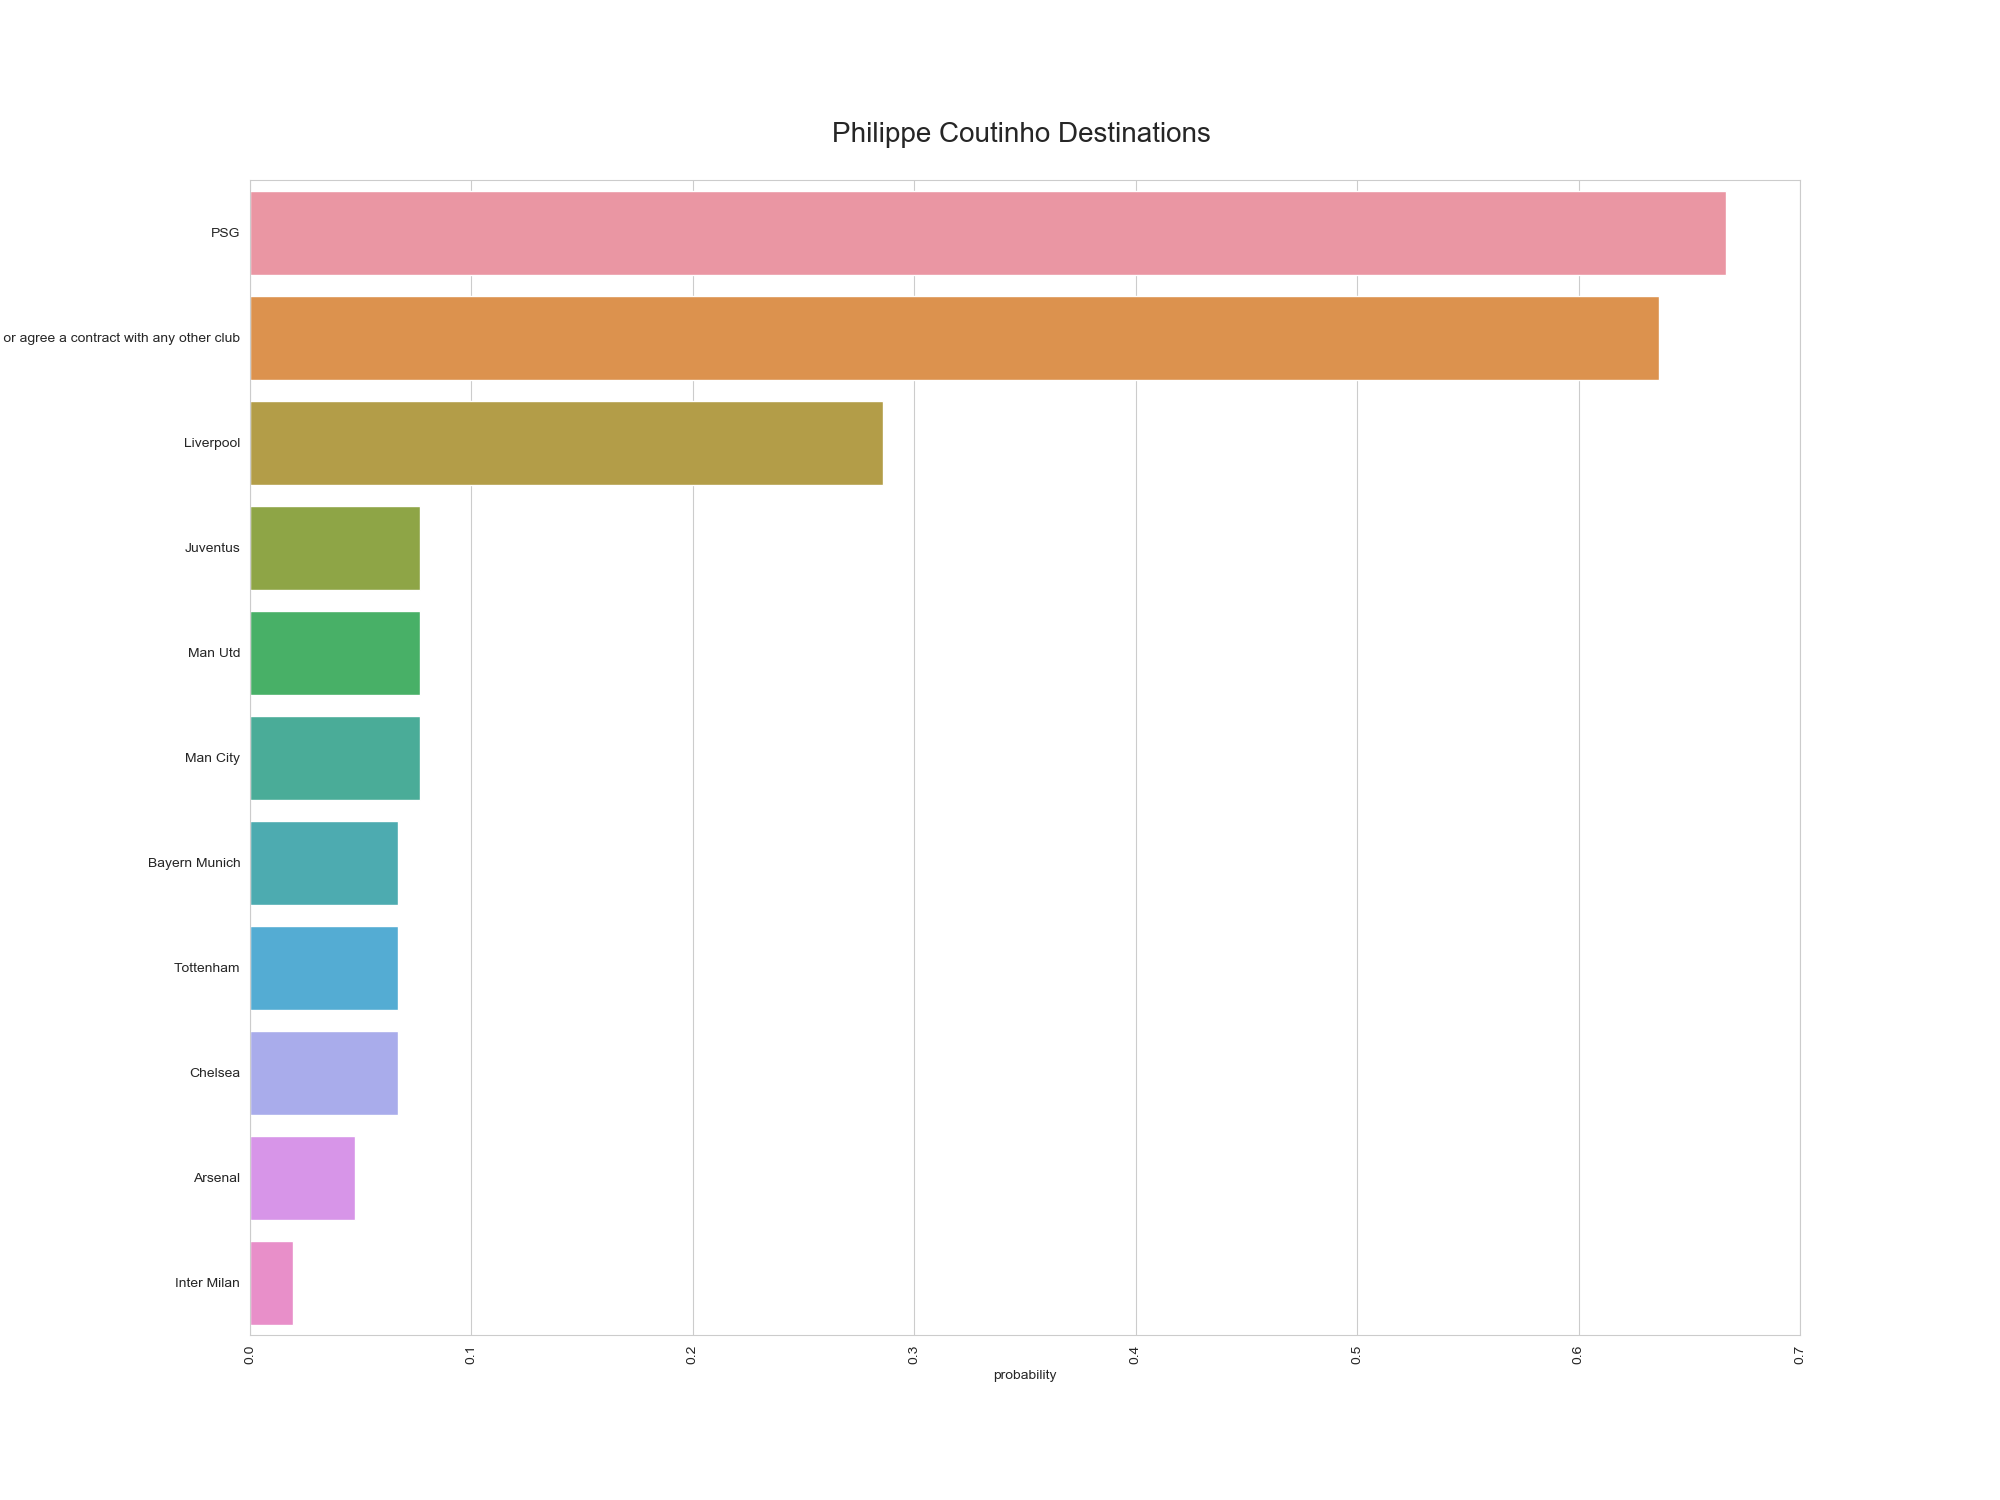 Philippe Coutinho Destinations
PSG
or agree a contract with any other club
Liverpool
Juventus
Man Utd
Man City
Bayern Munich
Tottenham
Chelsea
Arsenal
Inter Milan
0.0 0.1 0.2 0.3 0.4 0.5 0.6 0.7
probability